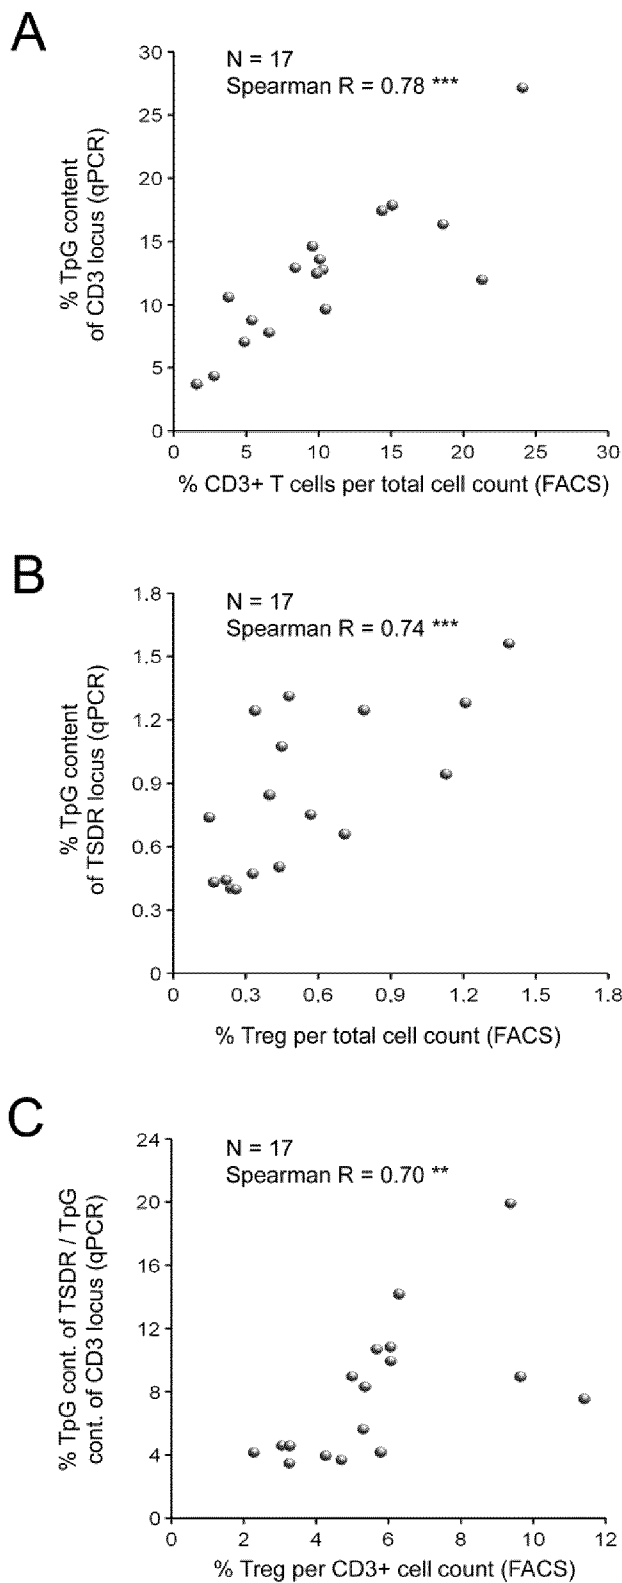 A
30
25
20
15
10
5
0
% TpG content
of CD3 locus (qPCR)
N = 17
Spearman R = 0.78 ***
0 5 10 15 20 25 30
% CD3+ T cells per total cell count (FACS)
B
1.8
1.5
1.2
0.9
0.6
0.3
0
% TpG content
of TSDR locus (qPCR)
N = 17
Spearman R = 0.74 ***
0 0.3 0.6 0.9 1.2 1.5 1.8
% Treg per total cell count (FACS)
C
24
20
16
12
8
4
0
% TpG cont. of TSDR / TpG
cont. of CD3 locus (qPCR)
N = 17
Spearman R = 0.70 **
0 2 4 6 8 10 12
% Treg per CD3+ cell count (FACS)